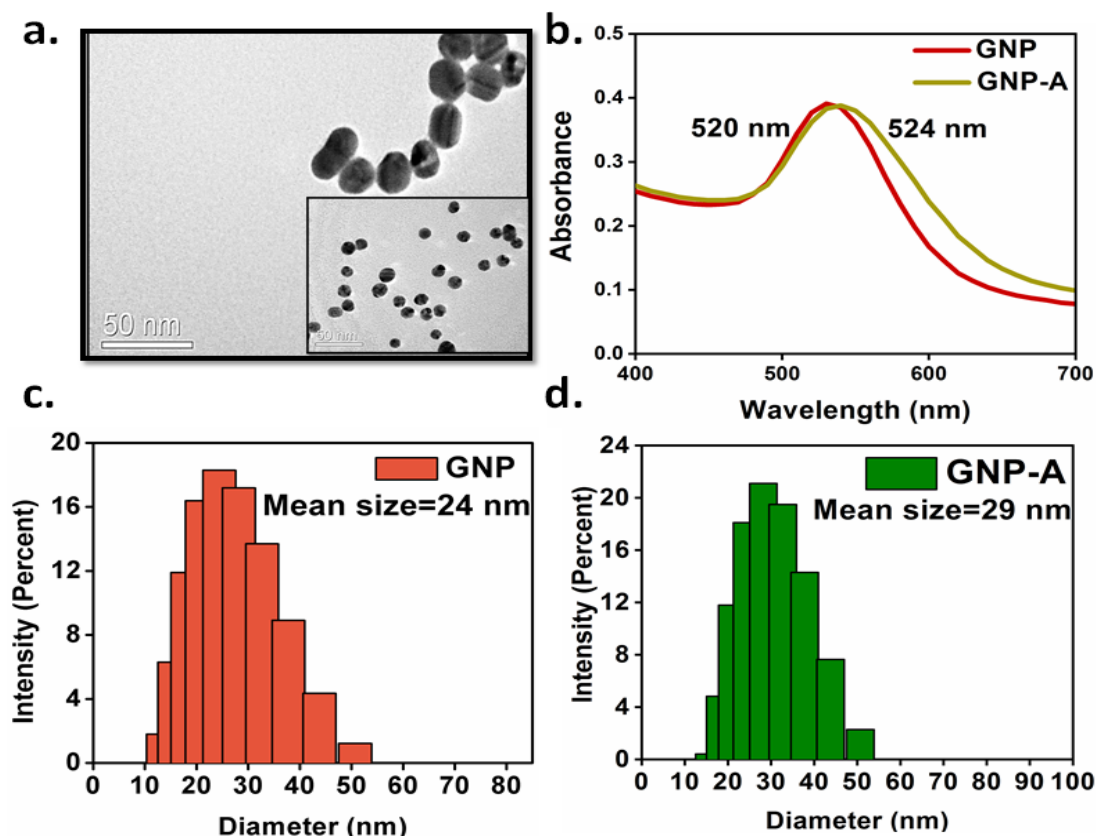 a.
50 nm
50 nm
b.
GNP
GNP-A
520 nm
524 nm
0.5
0.4
0.3
0.2
0.1
0.0
Absorbance
400
500
600
700
Wavelength (nm)
c.
GNP
Mean size=24 nm
20
16
12
8
4
0
Intensity (Percent)
0 10 20 30 40 50 60 70 80
Diameter (nm)
d.
GNP-A
Mean size=29 nm
24
20
16
12
8
4
0
Intensity (Percent)
0 10 20 30 40 50 60 70 80 90 100
Diameter (nm)